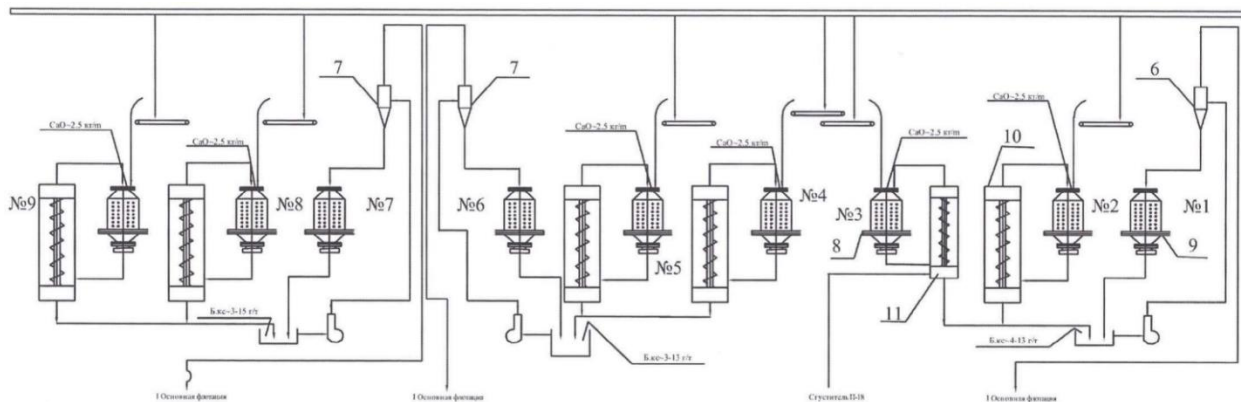 7
7
6
CaO~2.5 кг/т
CaO~2.5 кг/т
CaO~2.5 кг/т
CaO~2.5 кг/т
CaO~2.5 кг/т
CaO~2.5 кг/т
10
№9
№8
№7
№6
№5
№4
№3
№2
№1
8
9
11
Б.кс~3-15 г/т
Б.кс~3-15 г/т
Б.кс~4-13 г/т
I Основная флотация
I Основная флотация
Сгуститель П-18
I Основная флотация